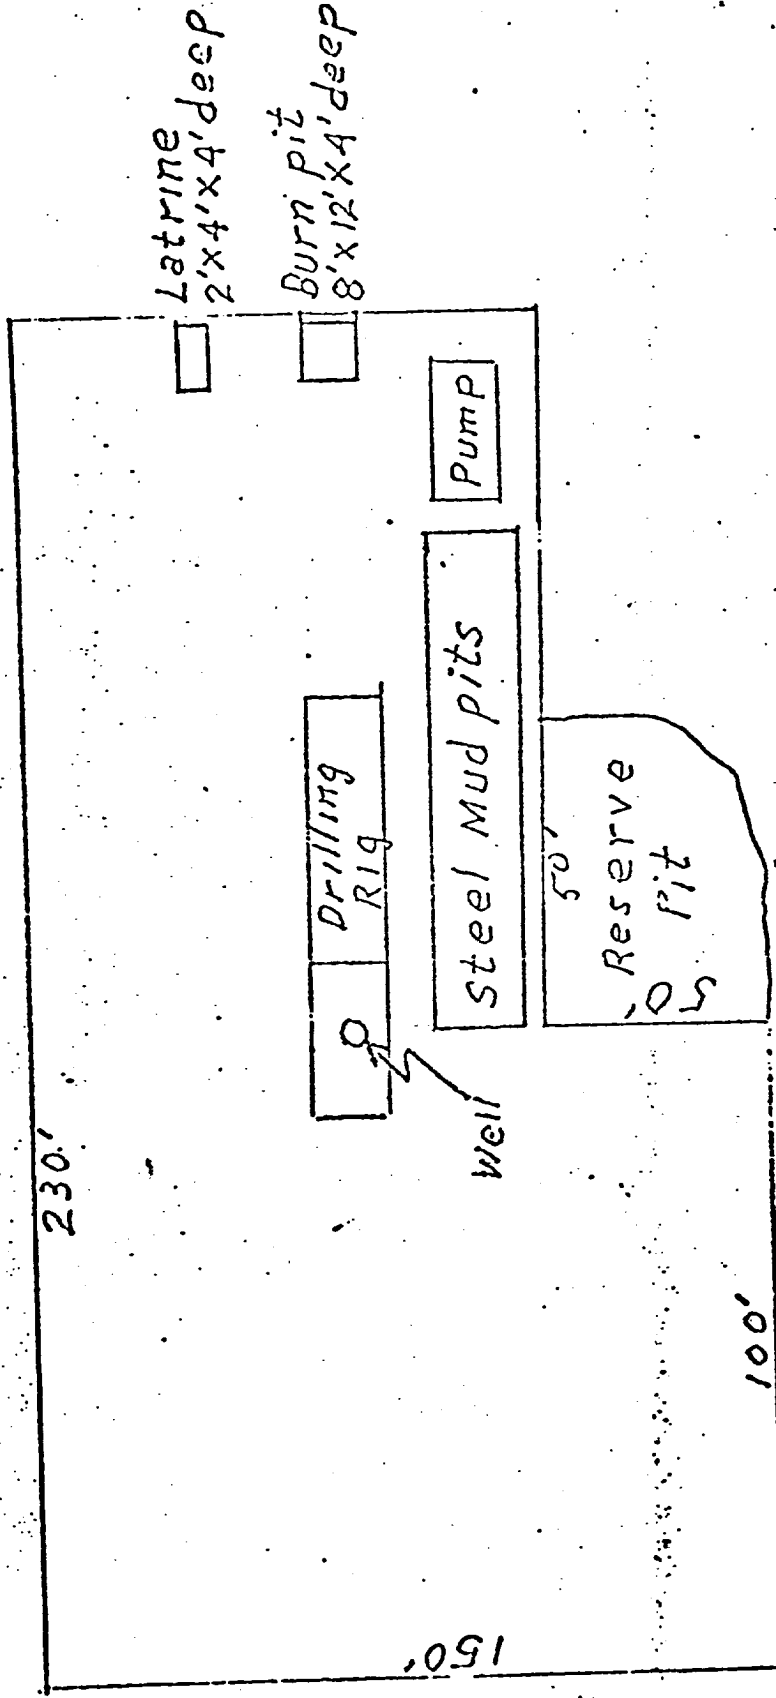 Latrine
2'x4'x4'deep
Burn pit
8'x12'x4'deep
230'
Pump
Drilling
Rig
Steel Mud pits
Well
50'
Reserve
Pit
50'
150'
100'